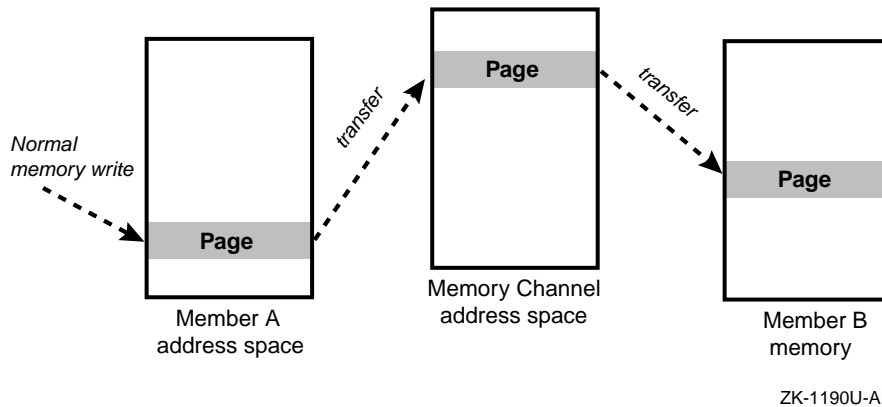 Normal
memory write
Page
transfer
Page
transfer
Page
Member A
address space
Memory Channel
address space
Member B
memory
ZK-1190U-AI